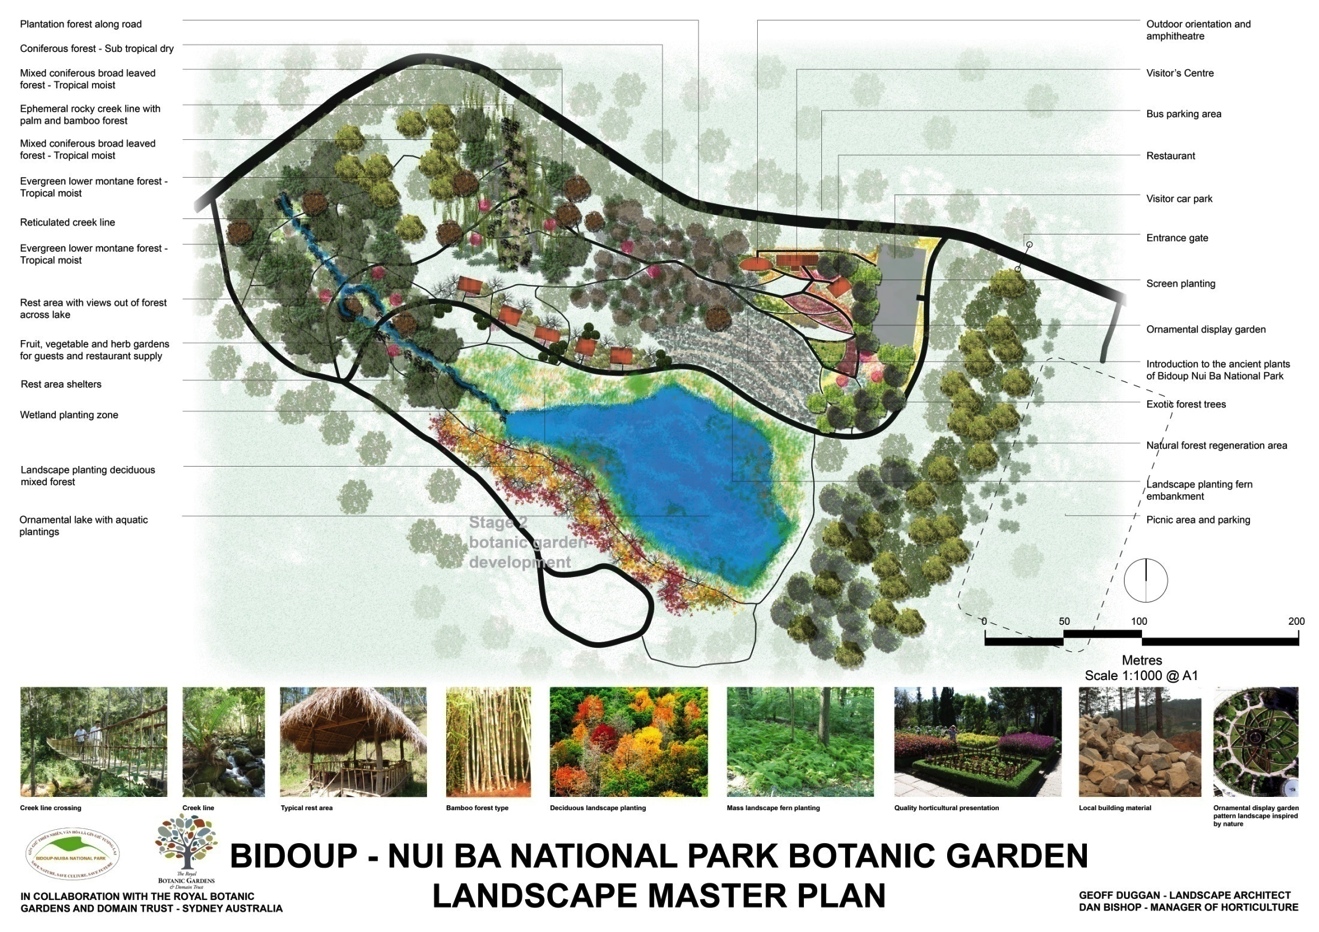 Plantation forest along road
Coniferous forest - Sub tropical dry
Mixed coniferous broad leaved
forest - Tropical moist
Ephemeral rocky creek line with
palm and bamboo forest
Mixed coniferous broad leaved
forest - Tropical moist
Evergreen lower montane forest -
Tropical moist
Reticulated creek line
Evergreen lower montane forest -
Tropical moist
Rest area with views out of forest
across lake
Fruit, vegetable and herb gardens
for guests and restaurant supply
Rest area shelters
Wetland planting zone
Landscape planting deciduous
mixed forest
Ornamental lake with aquatic
plantings
Outdoor orientation and
amphitheatre
Visitor's Centre
Bus parking area
Restaurant
Visitor car park
Entrance gate
Screen planting
Ornamental display garden
Introduction to the ancient plants
of Bidoup Nui Ba National Park
Exotic forest trees
Natural forest regeneration area
Landscape planting fern
embankment
Picnic area and parking
Stage 2
botanic garden
development
0 50 100 200
Metres
Scale 1:1000 @ A1
Creek line crossing
Creek line
Typical rest area
Bamboo forest type
Deciduous landscape planting
Mass landscape fern planting
Quality horticultural presentation
Local building material
Ornamental display garden
pattern landscape inspired
by nature
BIDOUP-NUIBA NATIONAL PARK
The Royal
BOTANIC GARDENS
& Domain Trust
BIDOUP - NUI BA NATIONAL PARK BOTANIC GARDEN
LANDSCAPE MASTER PLAN
IN COLLABORATION WITH THE ROYAL BOTANIC
GARDENS AND DOMAIN TRUST - SYDNEY AUSTRALIA
GEOFF DUGGAN - LANDSCAPE ARCHITECT
DAN BISHOP - MANAGER OF HORTICULTURE